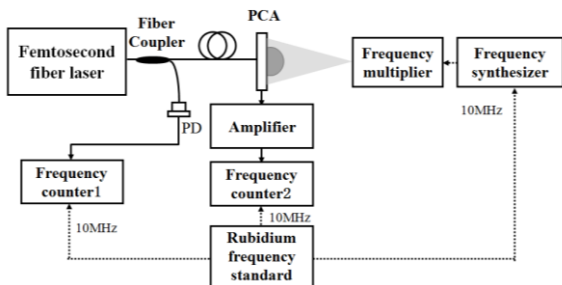 Femtosecond
fiber laser
Fiber
Coupler
PCA
Frequency
multiplier
Frequency
synthesizer
PD
Amplifier
10MHz
Frequency
counter1
Frequency
counter2
10MHz
10MHz
Rubidium
frequency
standard